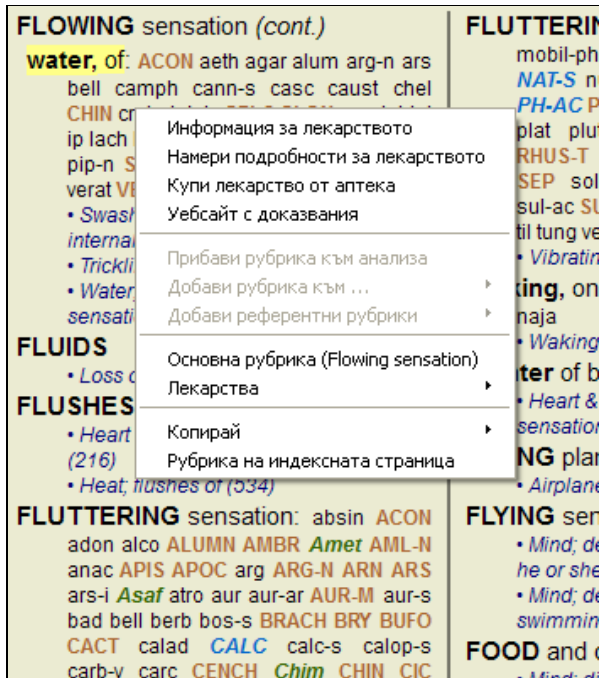 FLOWING sensation (cont.)
water, of: ACON aeth agar alum arg-n ars
bell camph cann-s casc caust chel
CHIN
ip lach
pip-n
verat
• Swash
interna
• Trickli
• Water
sensati
FLUIDS
• Loss
FLUSHES
• Heart
(216)
• Heat; flushes of (534)
FLUTTERING sensation: absin ACON
adon alco ALUMN AMBR Amet AML-N
anac APIS APOC arg ARG-N ARN ARS
ars-i Asaf atro aur aur-ar AUR-M aur-s
bad bell berb bos-s BRACH BRY BUFO
CACT calad CALC calc-s calop-s
carb-v carc CENCH Chim CHIN CIC
Информация за лекарството
Намери подробности за лекарството
Купи лекарство от аптека
Уебсайт с доказвания
Прибави рубрика към анализа
Добави рубрика към ...
Добави референтни рубрики
Основна рубрика (Flowing sensation)
Лекарства
Копирай
Рубрика на индексната страница
FLUTTERIN
mobil-ph
NAT-S
PH-AC
plat plut
RHUS-T
SEP sol
sul-ac
til tung ve
• Vibratin
king, on
naja
• Waking
ter of b
• Heart &
sensation
NG plan
• Airplane
FLYING sen
• Mind; de
he or she
• Mind; de
swimmin
FOOD and